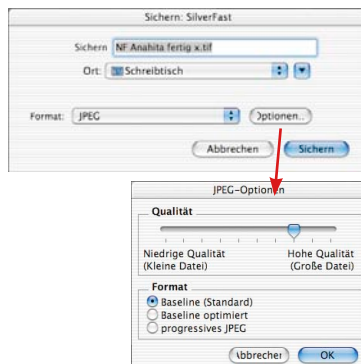 Sichern: SilverFast
Sichern NF Anahita fertig x.tif
Ort: Schreibtisch
Format: JPEG Optionen..
Abbrechen Sichern
JPEG-Optionen
Qualität
Niedrige Qualität Hohe Qualität
(Kleine Datei) (Große Datei)
Format
Baseline (Standard)
Baseline optimiert
progressives JPEG
Abbrechen OK